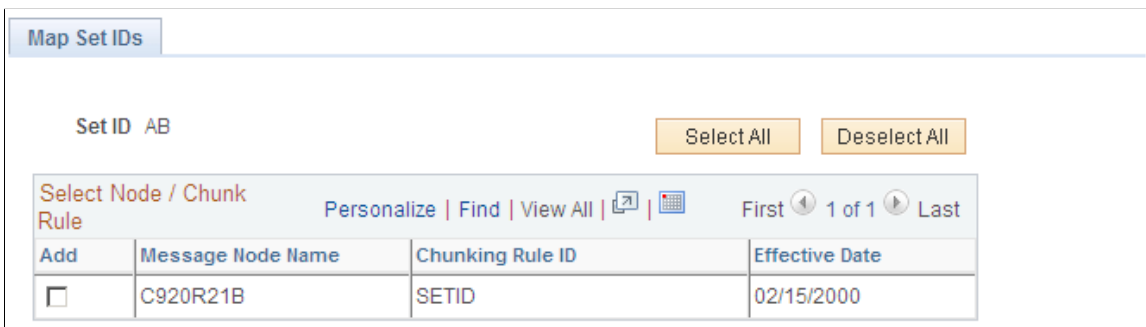 Map Set IDs
Set ID AB
Select All Deselect All
Select Node / Chunk Rule Personalize | Find | View All | | First 1 of 1 Last
Add Message Node Name Chunking Rule ID Effective Date
C920R21B SETID 02/15/2000